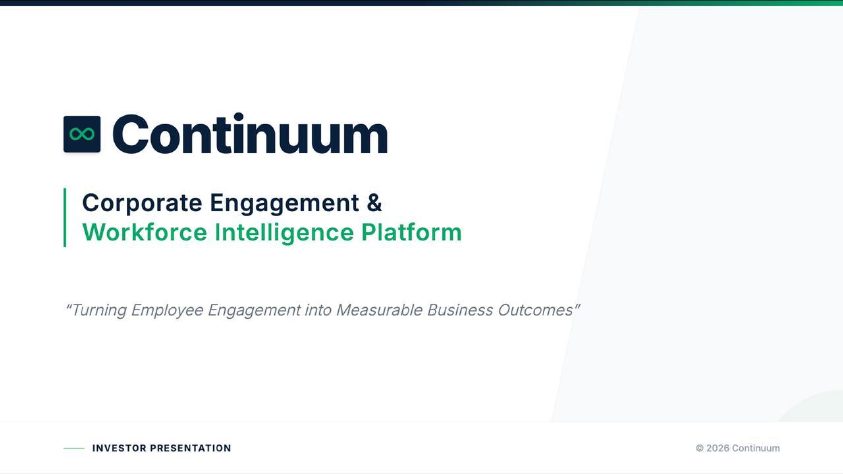 Continuum
Corporate Engagement &
Workforce Intelligence Platform
“Turning Employee Engagement into Measurable Business Outcomes”
INVESTOR PRESENTATION
© 2026 Continuum